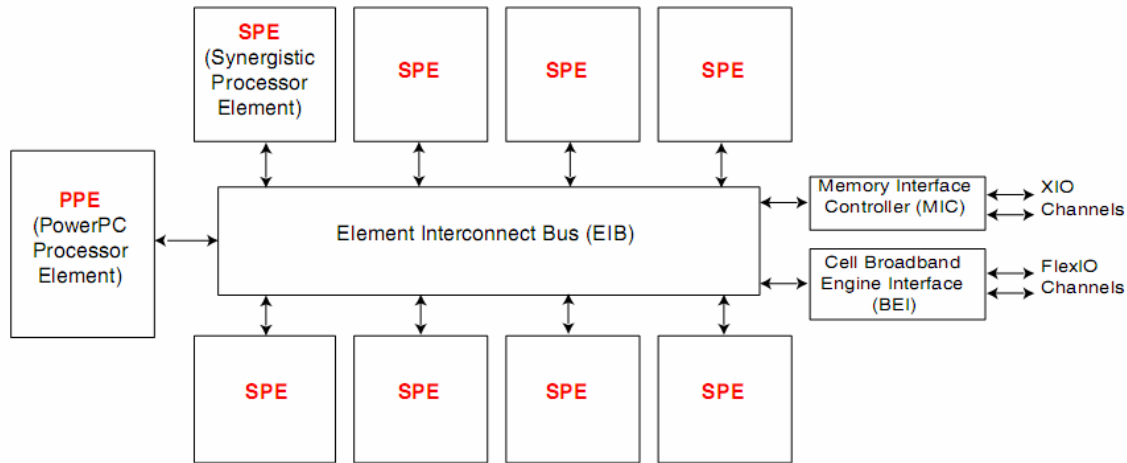 SPE
(Synergistic
Processor
Element)
SPE
SPE
SPE
PPE
(PowerPC
Processor
Element)
Element Interconnect Bus (EIB)
Memory Interface
Controller (MIC)
XIO
Channels
Cell Broadband
Engine Interface
(BEI)
FlexIO
Channels
SPE
SPE
SPE
SPE